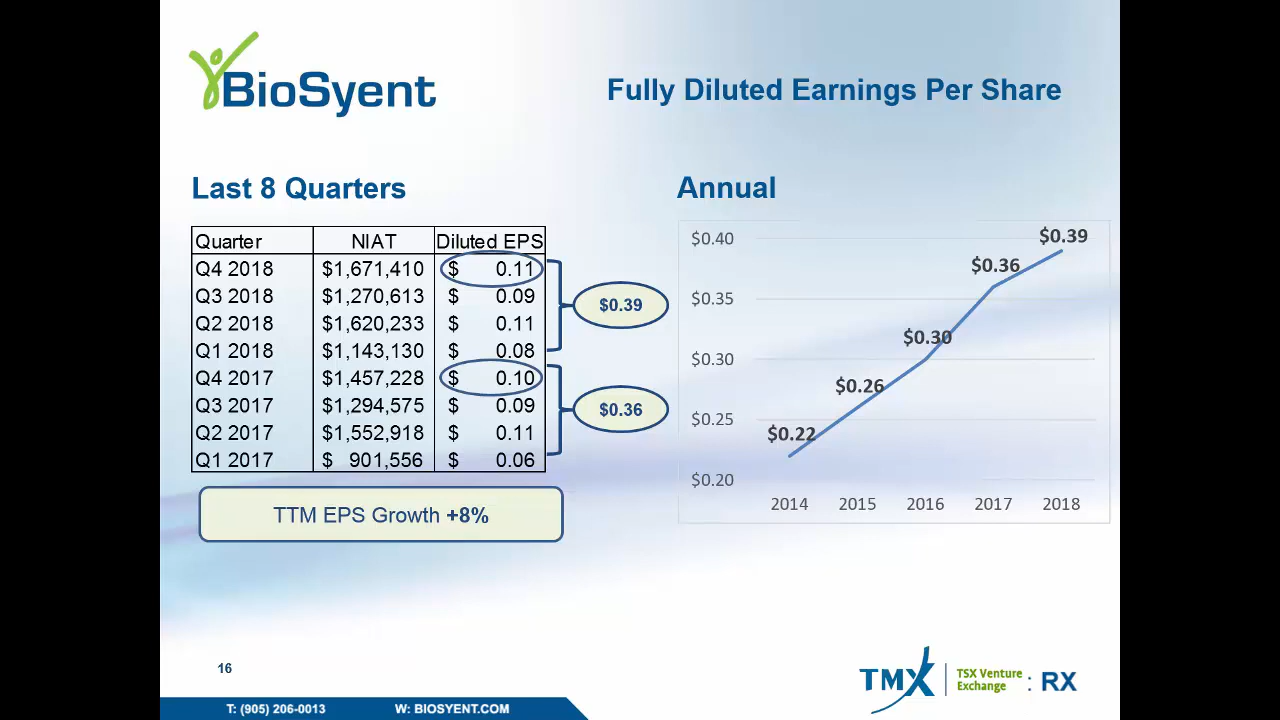 BioSyent
Fully Diluted Earnings Per Share
Last 8 Quarters
Quarter NIAT Diluted EPS
Q4 2018 $1,671,410 $ 0.11
Q3 2018 $1,270,613 $ 0.09
Q2 2018 $1,620,233 $ 0.11
Q1 2018 $1,143,130 $ 0.08
Q4 2017 $1,457,228 $ 0.10
Q3 2017 $1,294,575 $ 0.09
Q2 2017 $1,552,918 $ 0.11
Q1 2017 $ 901,556 $ 0.06
$0.39
$0.36
TTM EPS Growth +8%
Annual
$0.40
$0.35
$0.30
$0.25
$0.20
$0.22
$0.26
$0.30
$0.36
$0.39
2014 2015 2016 2017 2018
16
TMX
TSX Venture
Exchange
: RX
T: (905) 206-0013 W: BIOSYENT.COM